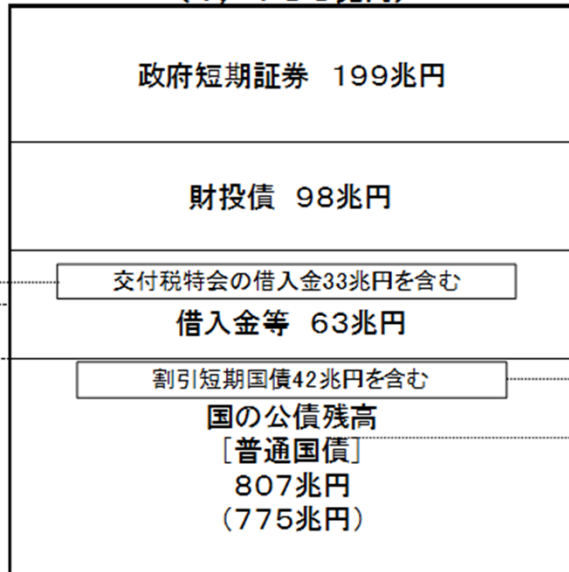 政府短期証券 199兆円
財投債 98兆円
交付税特会の借入金33兆円を含む
借入金等 63兆円
割引短期国債42兆円を含む
国の公債残高
[普通国債]
807兆円
(775兆円)